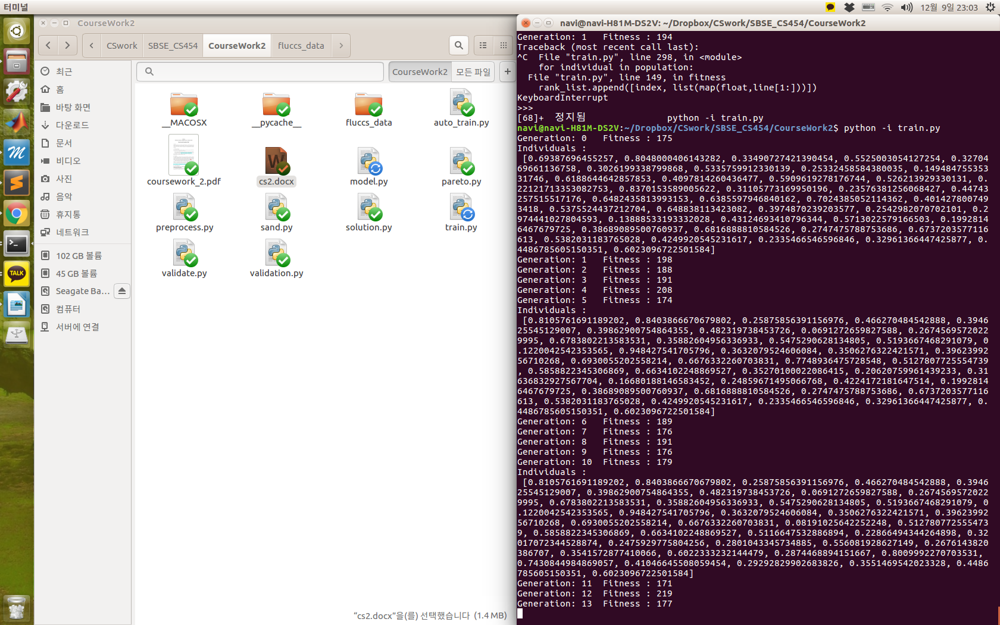 터미널
12월 9일 23:03
CourseWork2
CSwork
SBSE_CS454
CourseWork2
fluccs_data
CourseWork2
모든 파일
최근
홈
바탕 화면
다운로드
문서
비디오
사진
음악
휴지통
네트워크
102 GB 볼륨
45 GB 볼륨
Seagate Ba...
컴퓨터
서버에 연결
TALK
__MACOSX
__pycache__
fluccs_data
auto_train.py
coursework_2.pdf
cs2.docx
model.py
pareto.py
preprocess.py
sand.py
solution.py
train.py
validate.py
validation.py
“cs2.docx”을(를) 선택했습니다 (1.4 MB)
navi@navi-H81M-DS2V: ~/Dropbox/CSwork/SBSE_CS454/CourseWork2
Generation: 1   Fitness : 194
Traceback (most recent call last):
^C  File "train.py", line 298, in <module>
    for individual in population:
  File "train.py", line 149, in fitness
    rank_list.append([index, list(map(float,line[1:]))])
KeyboardInterrupt
>>>
[68]+  정지됨               python -i train.py
navi@navi-H81M-DS2V:~/Dropbox/CSwork/SBSE_CS454/CourseWork2$ python -i train.py
Generation: 0   Fitness : 175
Individuals :
 [0.69387696455257, 0.8048000406143282, 0.33490727421390454, 0.5525003054127254, 0.32704
69661136758, 0.3026199338799868, 0.5335759912330139, 0.25332458584380035, 0.149484755353
31746, 0.6188644642857853, 0.4097814260436477, 0.5909619278176744, 0.526213929330131, 0.
22121713353082753, 0.8370153589005622, 0.31105773169950196, 0.23576381256068427, 0.44743
257515517176, 0.6482435813993153, 0.6385597946840162, 0.7024385052114362, 0.401427800749
3418, 0.5375524437212704, 0.648838113423082, 0.3974870239203577, 0.2542982070702101, 0.2
2974441027804593, 0.13888533193332028, 0.43124693410796344, 0.5713022579166503, 0.1992814
6467679725, 0.38689089500760937, 0.6816888810584526, 0.2747475788753686, 0.6737203577116
613, 0.5382031183765028, 0.4249920545231617, 0.2335466546596846, 0.32961366447425877, 0.
4486785605150351, 0.6023096722501584]
Generation: 1   Fitness : 198
Generation: 2   Fitness : 188
Generation: 3   Fitness : 191
Generation: 4   Fitness : 208
Generation: 5   Fitness : 174
Individuals :
 [0.8105761691189202, 0.8403866670679802, 0.25875856391156976, 0.466270484542888, 0.3946
25545129007, 0.39862900754864355, 0.482319738453726, 0.0691272659827588, 0.2674569572022
9995, 0.6783802213583531, 0.35882604956336933, 0.5475290628134805, 0.5193667468291079, 0
.1220042542353565, 0.948427541705796, 0.3632079524606084, 0.3506276322421571, 0.39623992
56710268, 0.6930055202558214, 0.6676332260703831, 0.7748936475728548, 0.5127807725554739
, 0.5858822345306869, 0.6634102248869527, 0.35270100022086415, 0.20620759961439233, 0.31
636832927567704, 0.16680188146583452, 0.24859671495066768, 0.4224172181647514, 0.1992814
6467679725, 0.38689089500760937, 0.6816888810584526, 0.2747475788753686, 0.6737203577116
613, 0.5382031183765028, 0.4249920545231617, 0.2335466546596846, 0.32961366447425877, 0.
4486785605150351, 0.6023096722501584]
Generation: 6   Fitness : 189
Generation: 7   Fitness : 176
Generation: 8   Fitness : 191
Generation: 9   Fitness : 176
Generation: 10  Fitness : 179
Individuals :
 [0.8105761691189202, 0.8403866670679802, 0.25875856391156976, 0.466270484542888, 0.3946
25545129007, 0.39862900754864355, 0.482319738453726, 0.0691272659827588, 0.2674569572022
9995, 0.6783802213583531, 0.35882604956336933, 0.5475290628134805, 0.5193667468291079, 0
.1220042542353565, 0.948427541705796, 0.3632079524606084, 0.3506276322421571, 0.39623992
56710268, 0.6930055202558214, 0.6676332260703831, 0.08191025642252248, 0.512780772555473
9, 0.5858822345306869, 0.6634102248869527, 0.5116647532886894, 0.22866494344264898, 0.32
017072344528874, 0.2475929775804256, 0.2801043345734885, 0.556081928627149, 0.2676143820
386707, 0.3541572877410066, 0.6022333232144479, 0.2874468894151667, 0.8009992270703531,
0.7430844984869057, 0.41046645508059454, 0.29292829902683826, 0.3551469542023328, 0.4486
785605150351, 0.6023096722501584]
Generation: 11  Fitness : 171
Generation: 12  Fitness : 219
Generation: 13  Fitness : 177